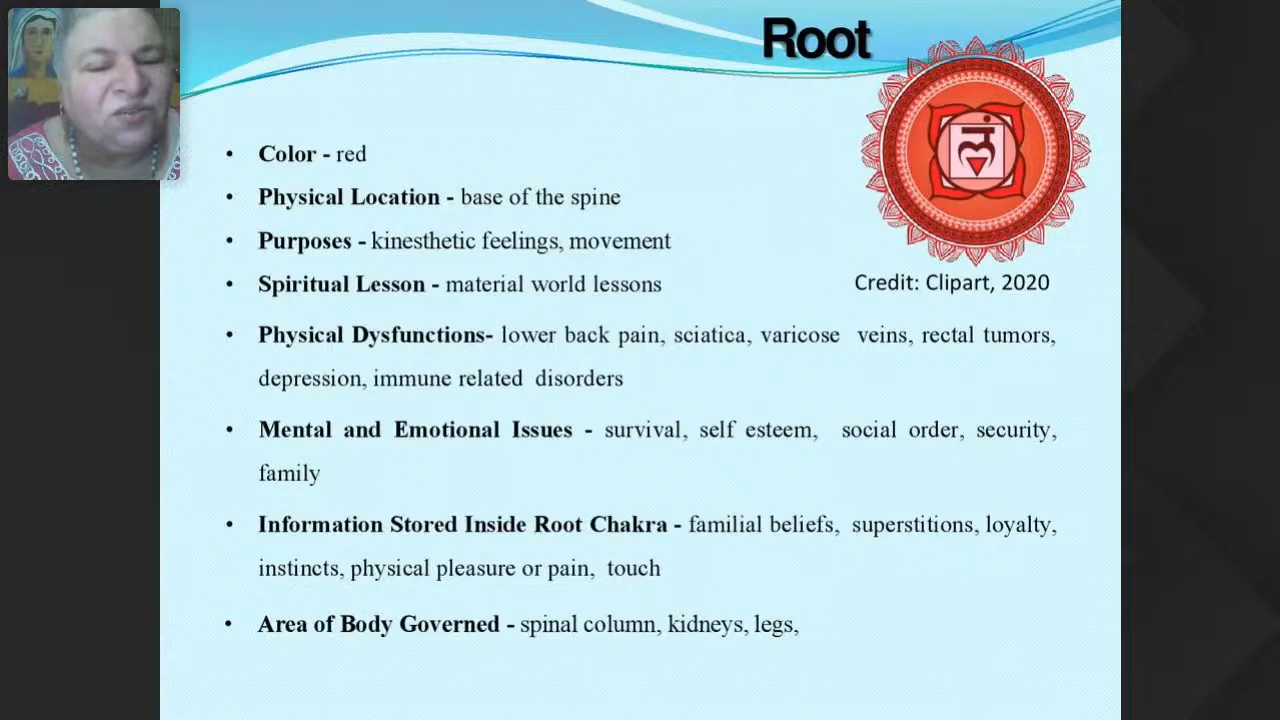 Root
• Color - red
• Physical Location - base of the spine
• Purposes - kinesthetic feelings, movement
• Spiritual Lesson - material world lessons
लं
Credit: Clipart, 2020
• Physical Dysfunctions- lower back pain, sciatica, varicose veins, rectal tumors,
depression, immune related disorders
• Mental and Emotional Issues - survival, self esteem, social order, security,
family
• Information Stored Inside Root Chakra - familial beliefs, superstitions, loyalty,
instincts, physical pleasure or pain, touch
• Area of Body Governed - spinal column, kidneys, legs,